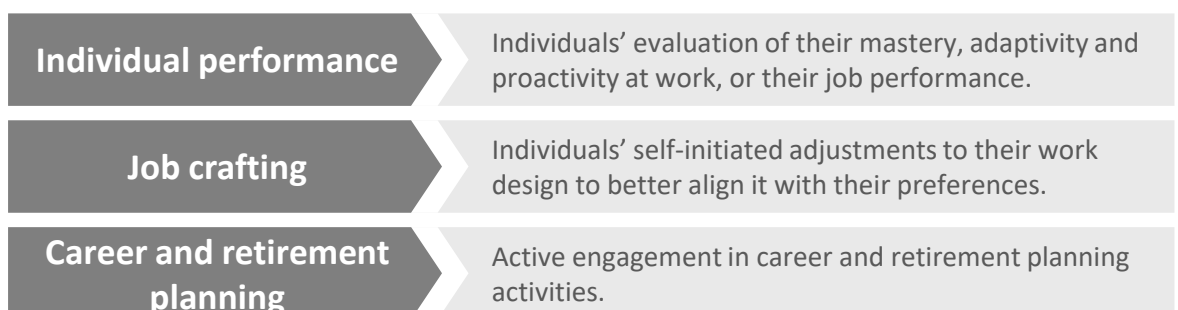 Individual performance
Individuals’ evaluation of their mastery, adaptivity and
proactivity at work, or their job performance.
Job crafting
Individuals’ self-initiated adjustments to their work
design to better align it with their preferences.
Career and retirement
planning
Active engagement in career and retirement planning
activities.